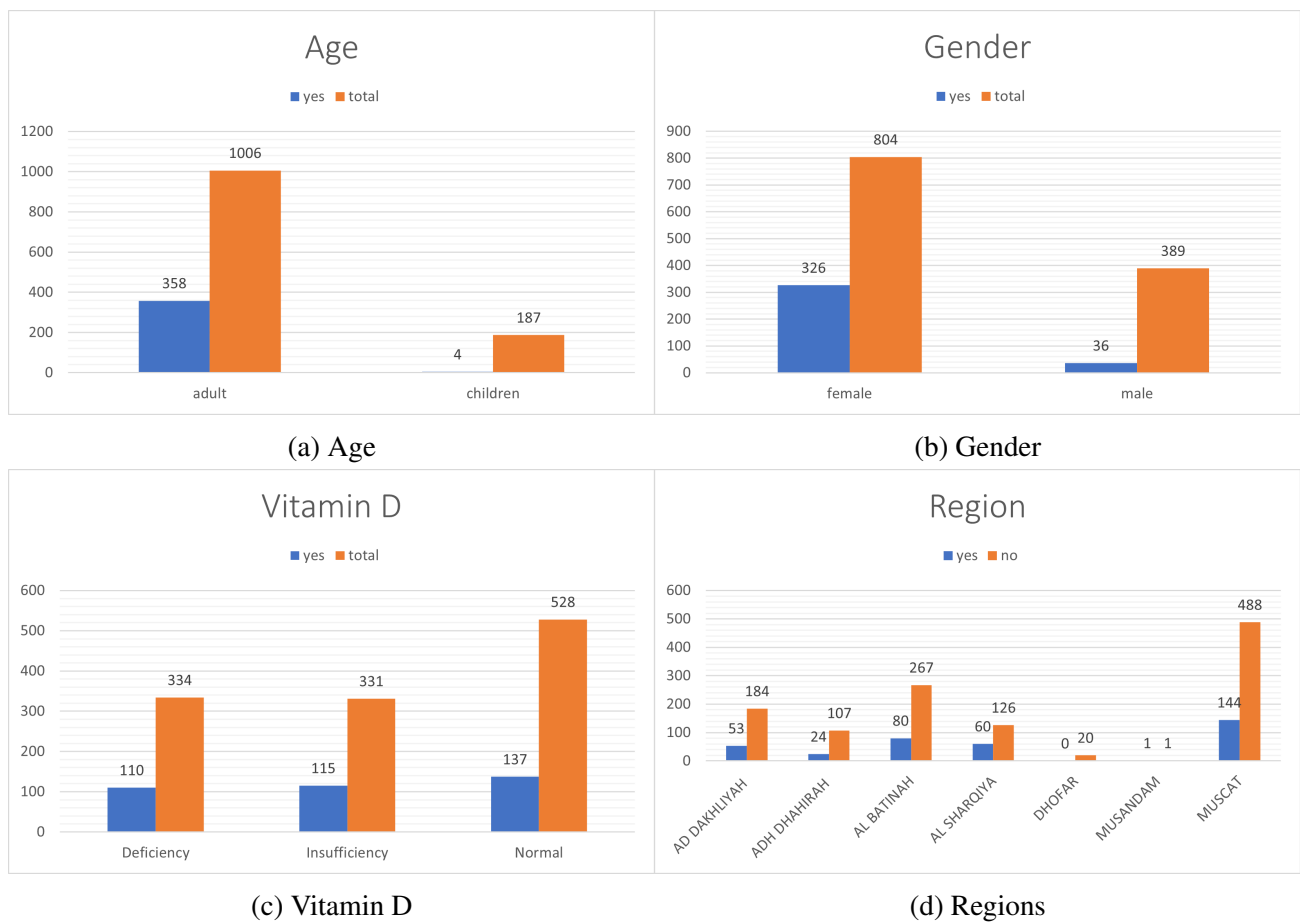 Age
yes total
1200
1000
800
600
400
200
0
358
1006
4
187
adult children
(a) Age
Gender
yes total
900
800
700
600
500
400
300
200
100
0
326
804
36
389
female male
(b) Gender
Vitamin D
yes total
600
500
400
300
200
100
0
110
334
115
331
137
528
Deficiency Insufficiency Normal
(c) Vitamin D
Region
yes no
600
500
400
300
200
100
0
53
184
24
107
80
267
60
126
0
20
1
1
144
488
AD DAKHLIYAH
ADH DHAHIRAH
AL BATINAH
AL SHARQIYA
DHOFAR
MUSANDAM
MUSCAT
(d) Regions